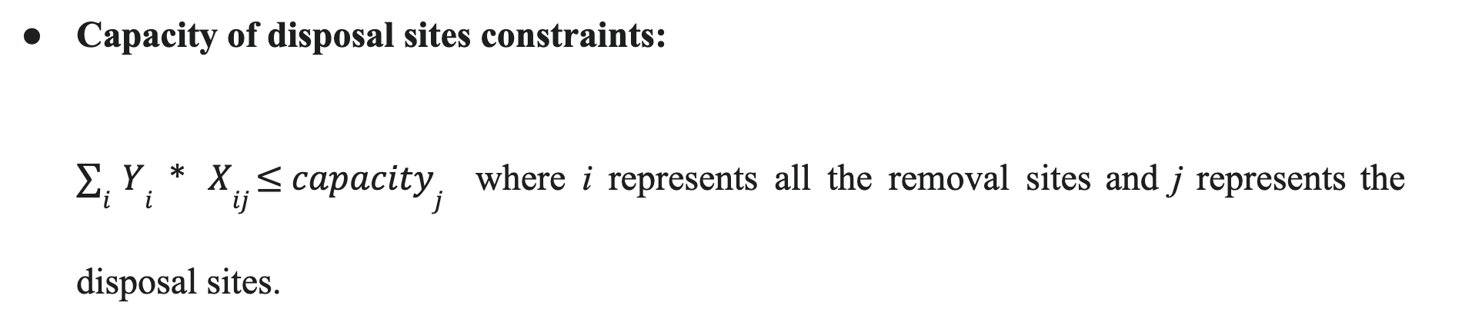 ● Capacity of disposal sites constraints:
∑ᵢ Yᵢ * Xᵢⱼ ≤ capacityⱼ where i represents all the removal sites and j represents the
disposal sites.